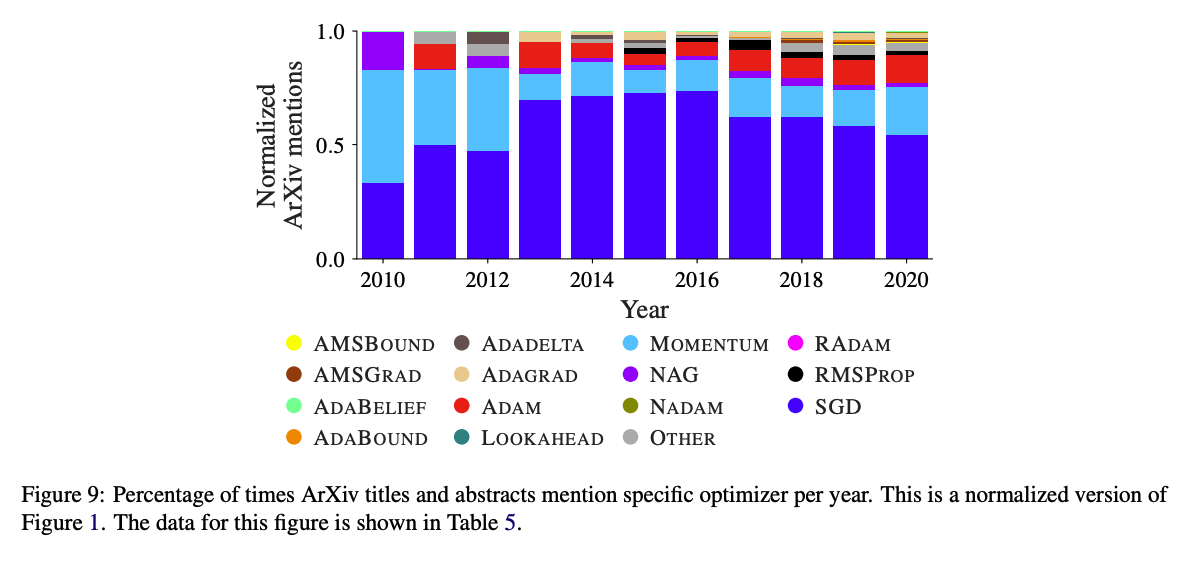 1.0
0.5
0.0
Normalized
ArXiv mentions
2010 2012 2014 2016 2018 2020
Year
AMSBOUND ADADELTA MOMENTUM RADAM
AMSGRAD ADAGRAD NAG RMSPROP
ADABELIEF ADAM NADAM SGD
ADABOUND LOOKAHEAD OTHER
Figure 9: Percentage of times ArXiv titles and abstracts mention specific optimizer per year. This is a normalized version of
Figure 1. The data for this figure is shown in Table 5.